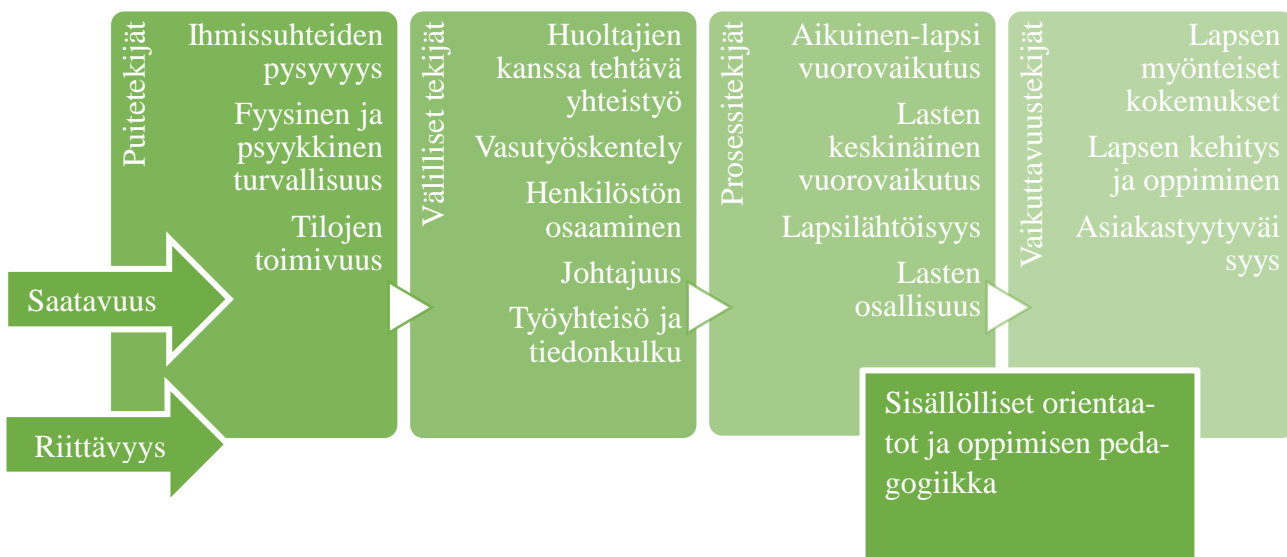 Puitetekijät
Ihmissuhteiden
pysyvyys
Fyysinen ja
psyykkinen
turvallisuus
Tilojen
toimivuus
Saatavuus
Riittävyys
Välilliset tekijät
Huoltajien
kanssa tehtävä
yhteistyö
Vasutyöskentely
Henkilöstön
osaaminen
Johtajuus
Työyhteisö ja
tiedonkulku
Prosessitekijät
Aikuinen-lapsi
vuorovaikutus
Lasten
keskinäinen
vuorovaikutus
Lapsilähtöisyys
Lasten
osallisuus
Vaikuttavuustekijät
Lapsen
myönteiset
kokemukset
Lapsen kehitys
ja oppiminen
Asiakastyytyväi
syys
Sisällölliset orientaa-
tot ja oppimisen peda-
gogiikka